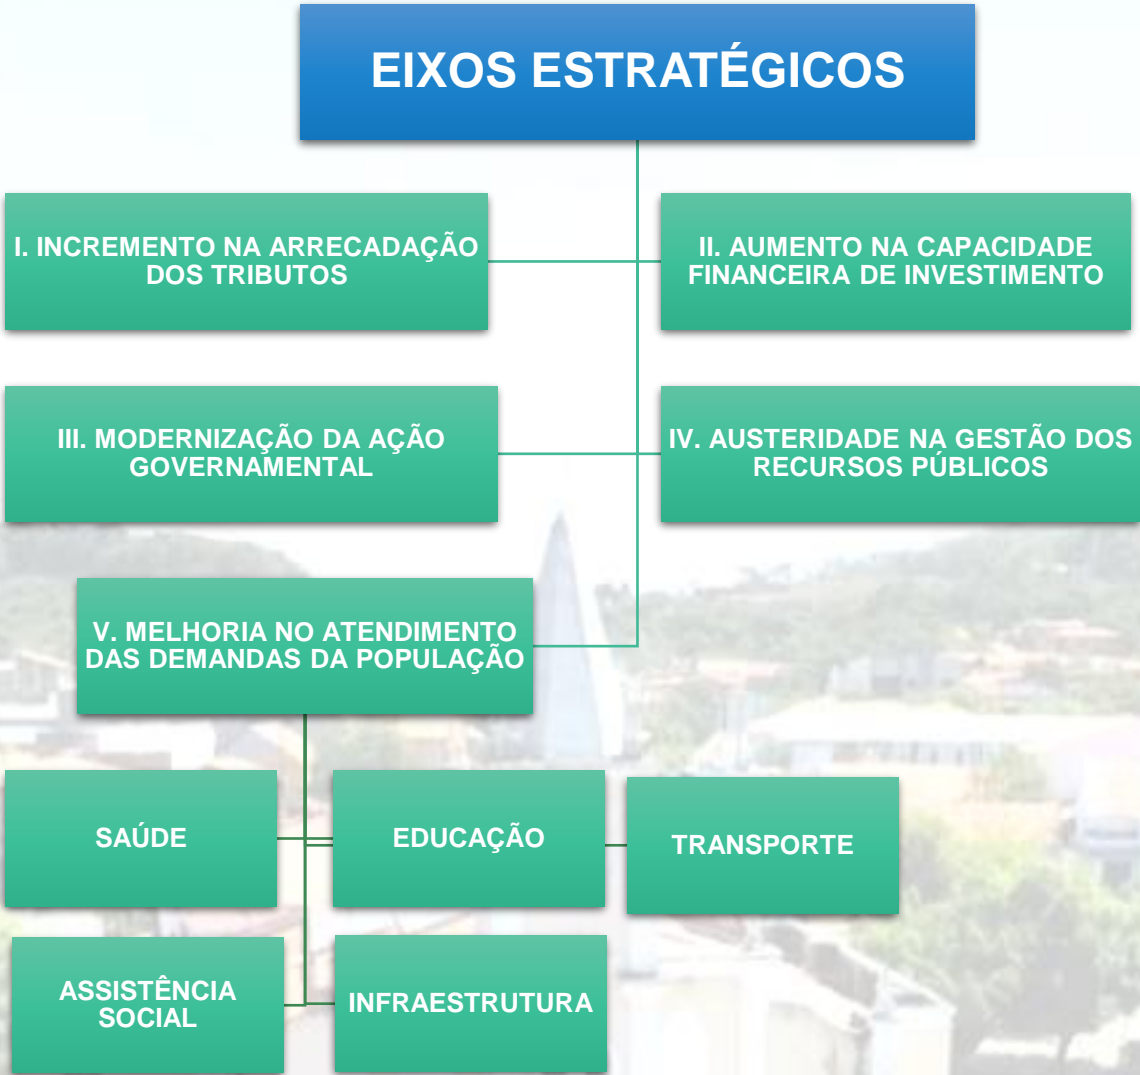 EIXOS ESTRATÉGICOS
I. INCREMENTO NA ARRECADAÇÃO
DOS TRIBUTOS
II. AUMENTO NA CAPACIDADE
FINANCEIRA DE INVESTIMENTO
III. MODERNIZAÇÃO DA AÇÃO
GOVERNAMENTAL
IV. AUSTERIDADE NA GESTÃO DOS
RECURSOS PÚBLICOS
V. MELHORIA NO ATENDIMENTO
DAS DEMANDAS DA POPULAÇÃO
SAÚDE
EDUCAÇÃO
TRANSPORTE
ASSISTÊNCIA
SOCIAL
INFRAESTRUTURA